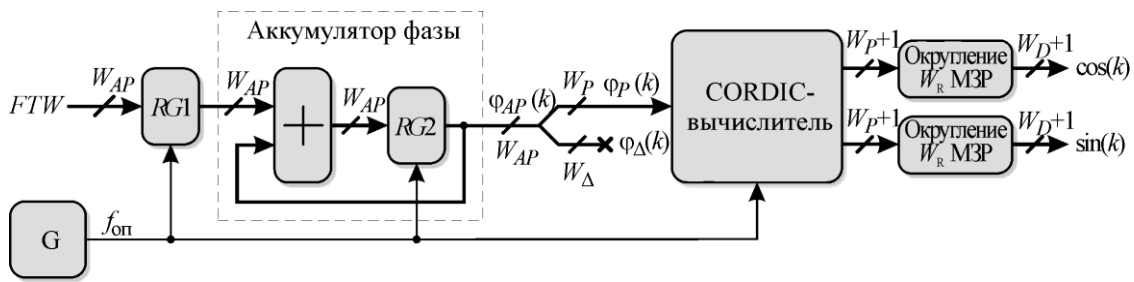 Аккумулятор фазы
FTW
W_AP
RG1
W_AP
+
W_AP
RG2
φ_AP(k)
W_AP
W_P
φ_P(k)
W_Δ
φ_Δ(k)
CORDIC-
вычислитель
W_P+1
Округление
W_R МЗР
W_D+1
cos(k)
W_P+1
Округление
W_R МЗР
W_D+1
sin(k)
G
f_оп